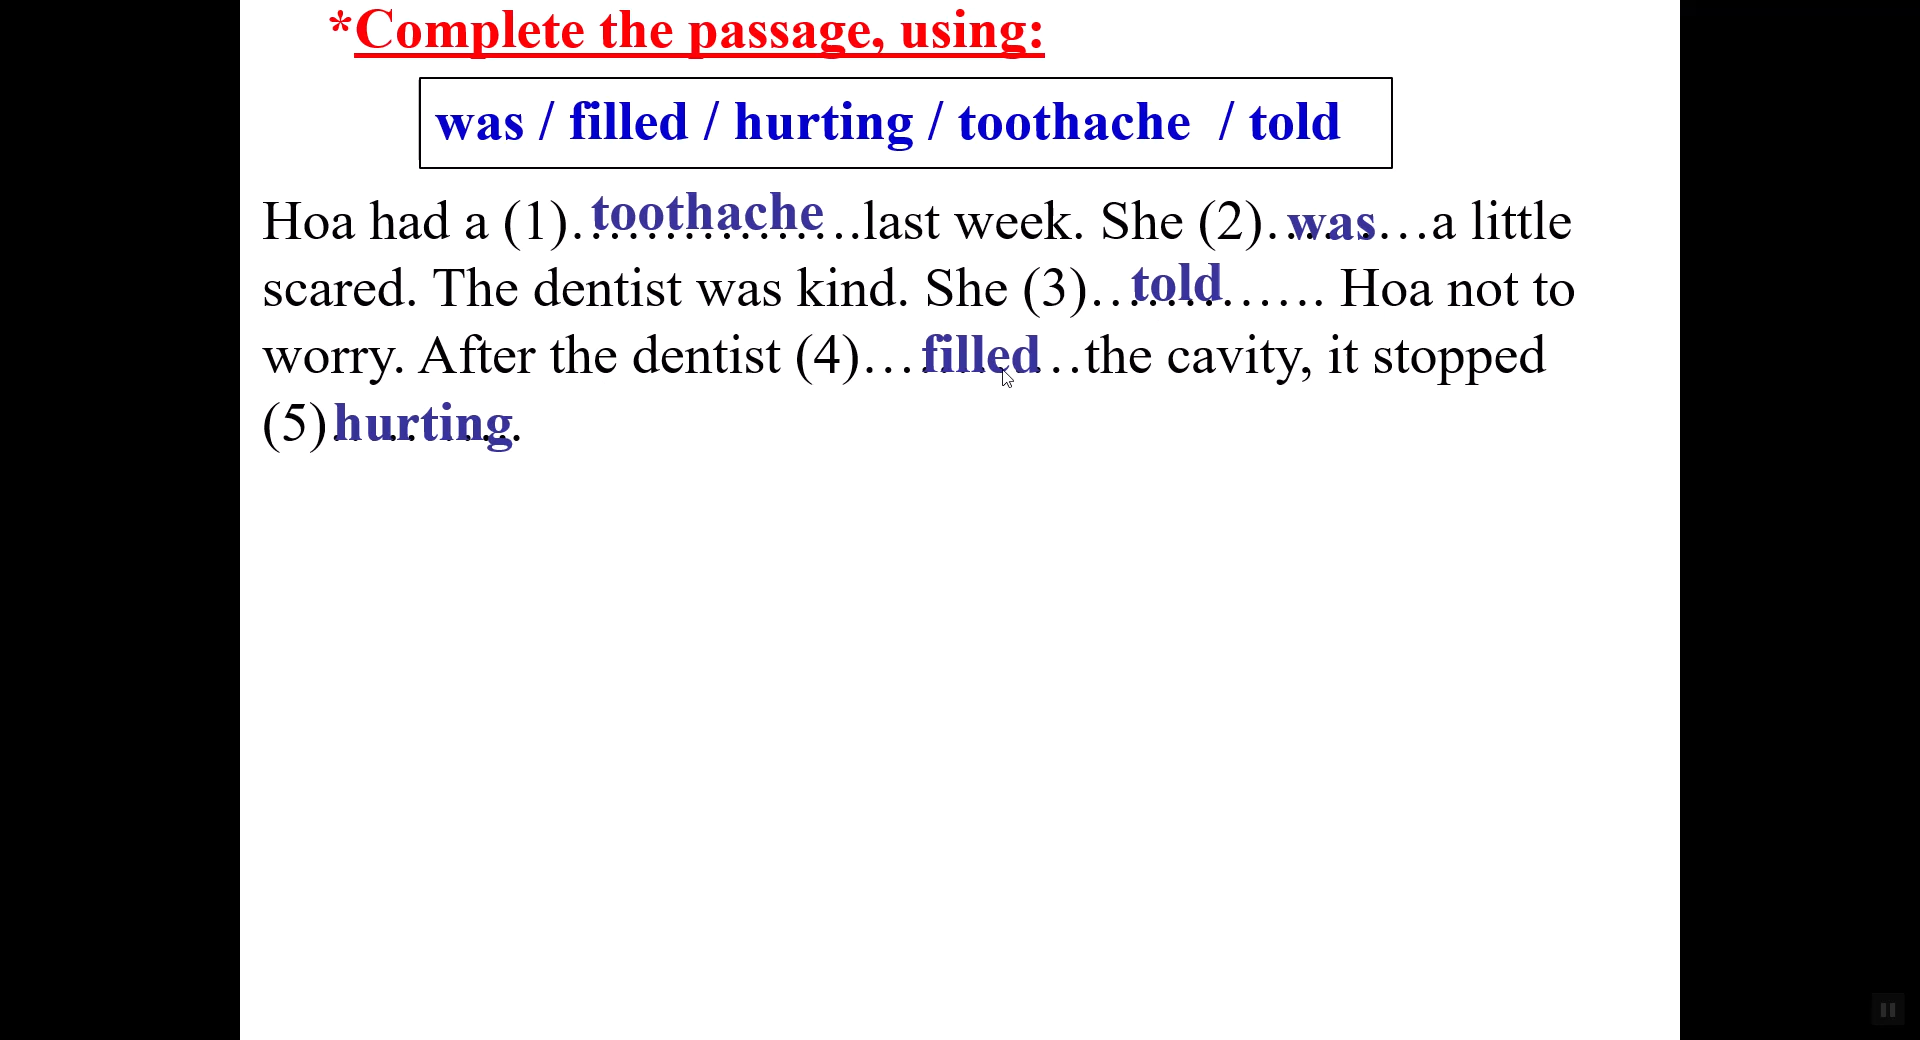 *Complete the passage, using:
was / filled / hurting / toothache / told
Hoa had a (1)……toothache……last week. She (2)…was……a little
scared. The dentist was kind. She (3)…told……. Hoa not to
worry. After the dentist (4)…filled…the cavity, it stopped
(5)hurting.